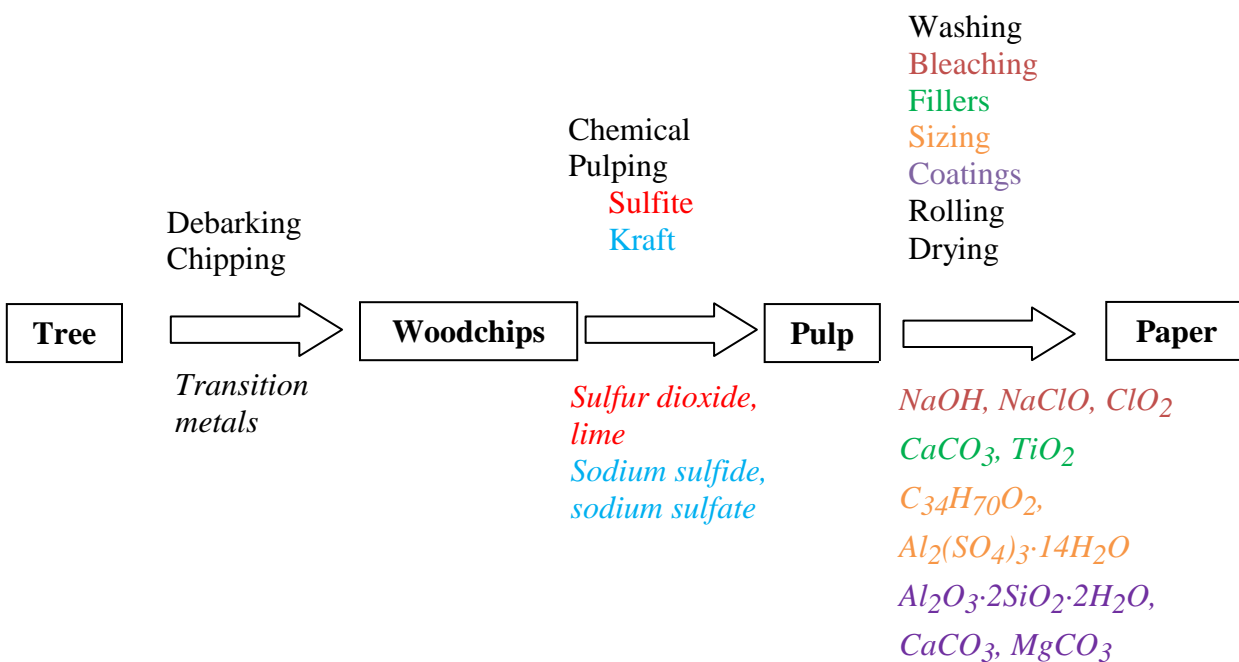 Washing
Bleaching
Fillers
Sizing
Coatings
Rolling
Drying
Chemical
Pulping
Sulfite
Kraft
Debarking
Chipping
Tree
Woodchips
Pulp
Paper
Transition
metals
Sulfur dioxide,
lime
Sodium sulfide,
sodium sulfate
NaOH, NaClO, ClO2
CaCO3, TiO2
C34H70O2,
Al2(SO4)3·14H2O
Al2O3·2SiO2·2H2O,
CaCO3, MgCO3